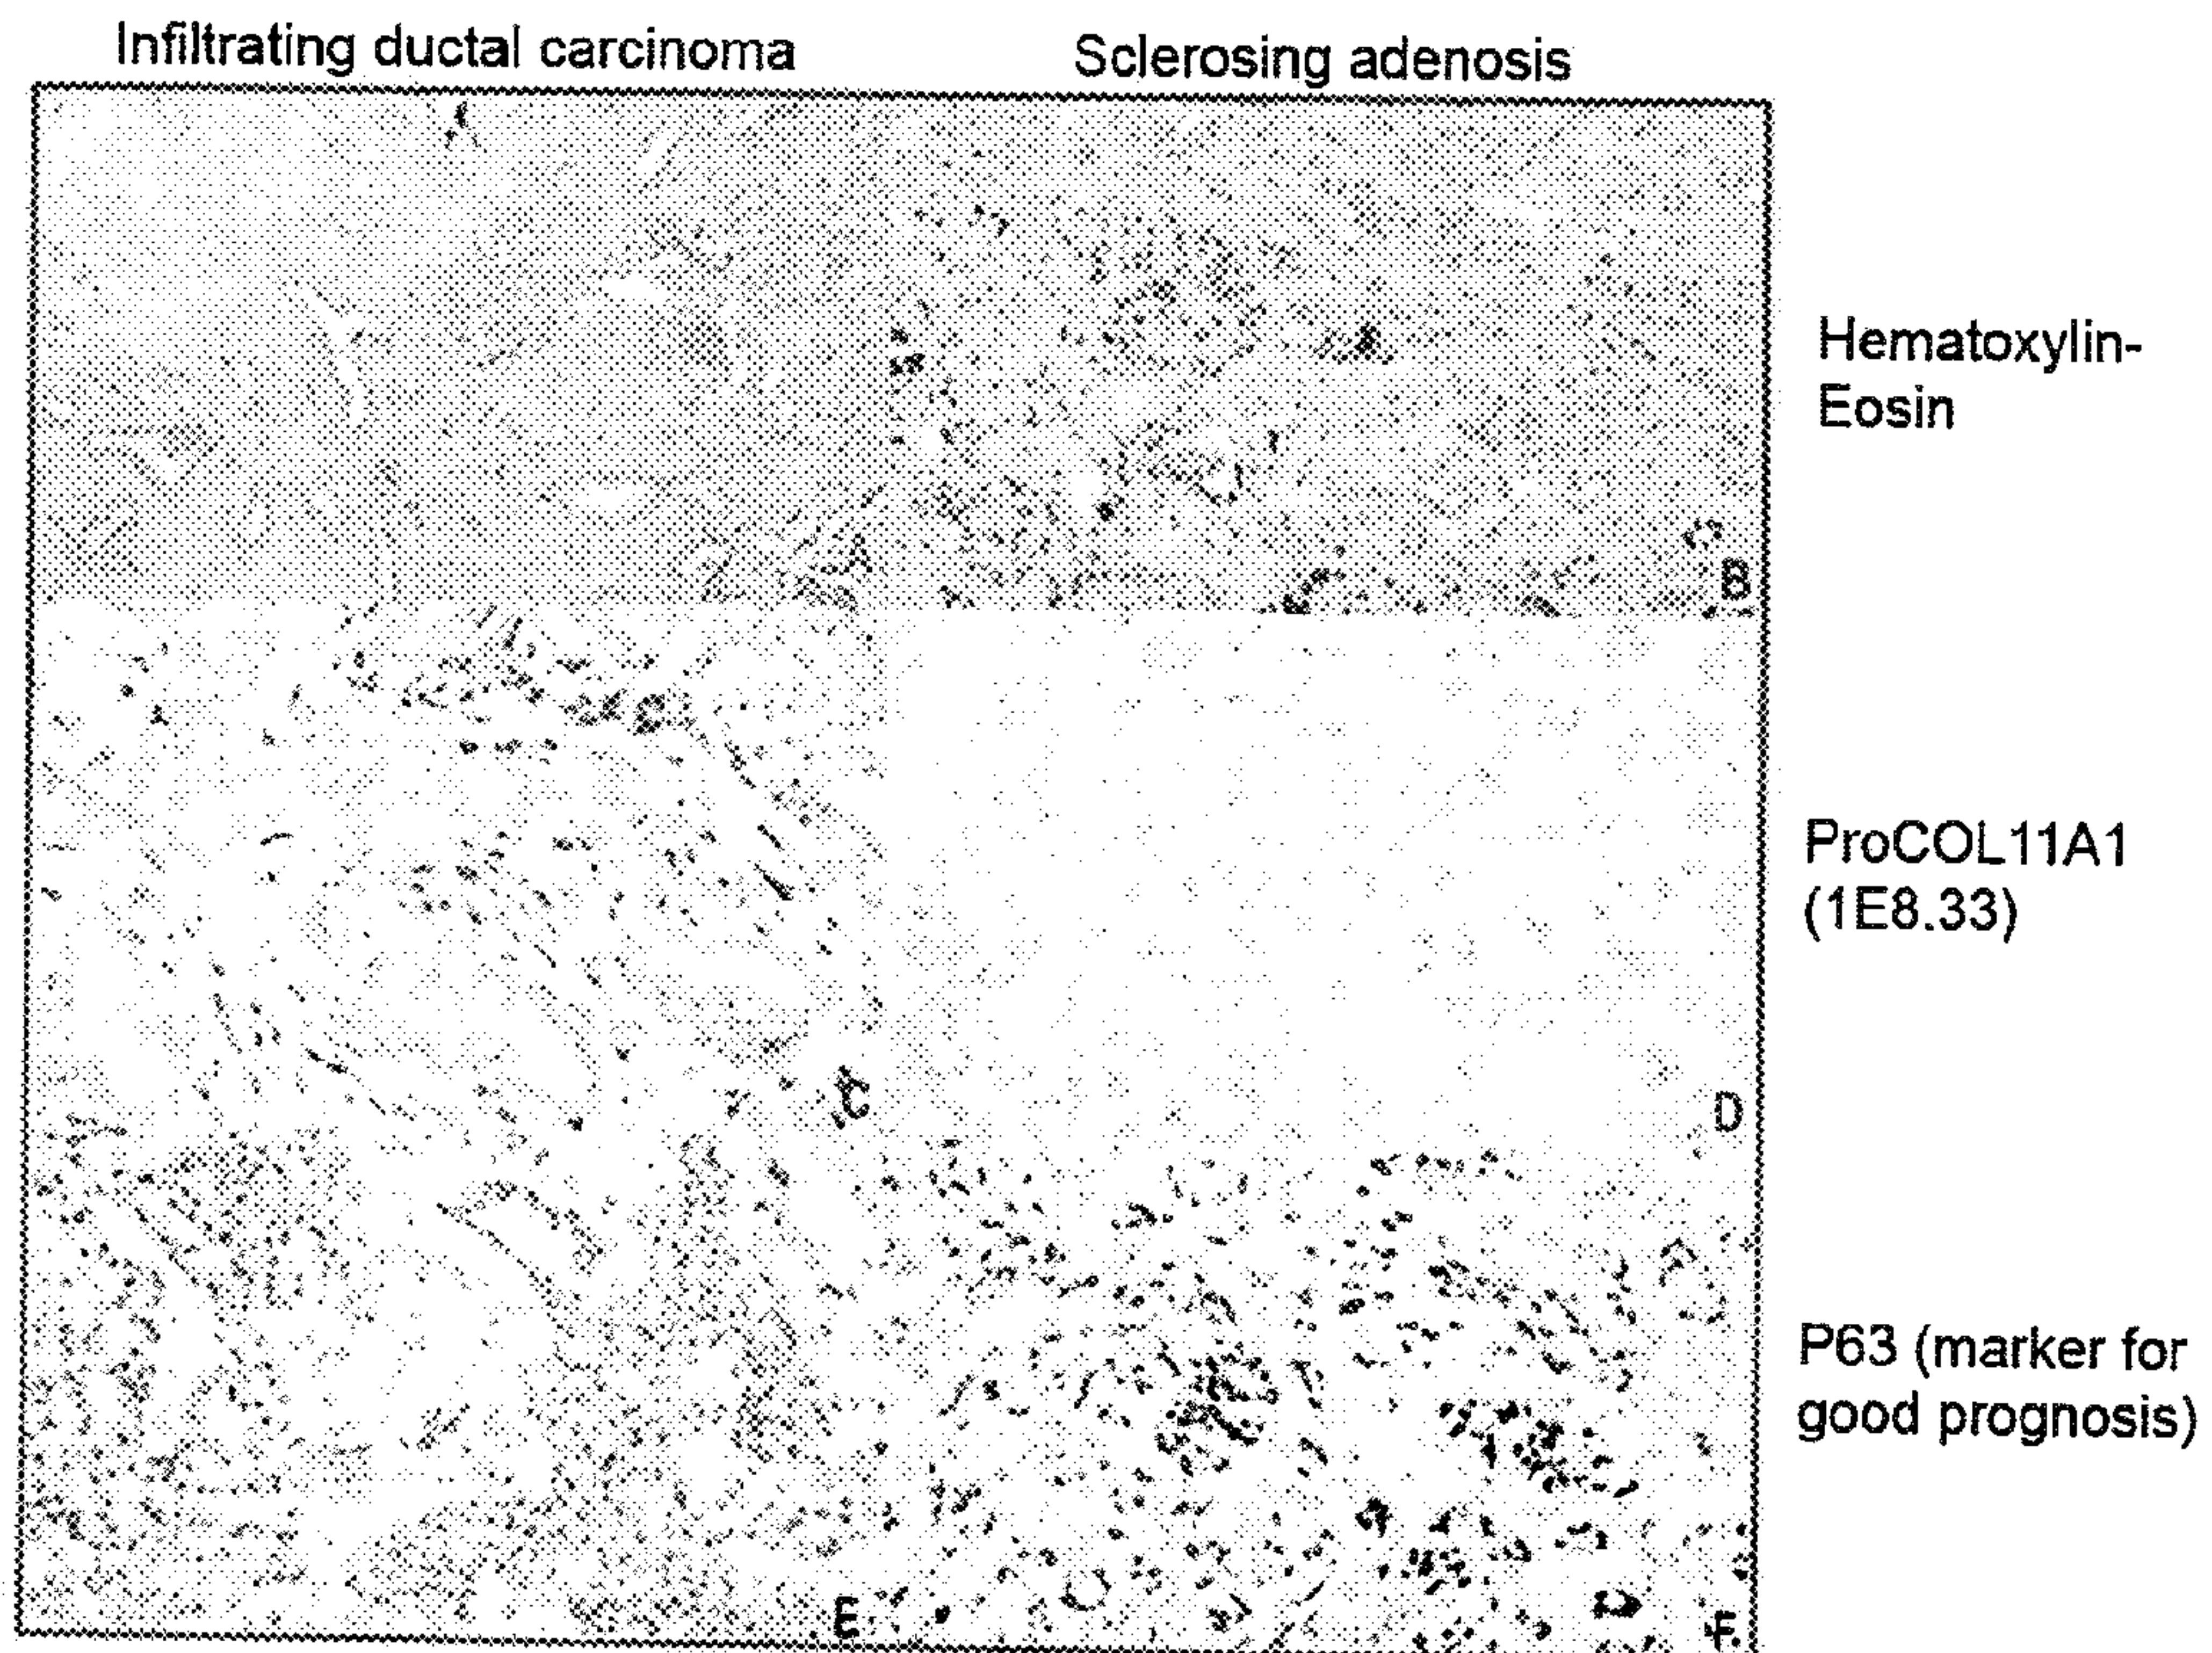 Infiltrating ductal carcinoma
Sclerosing adenosis
Hematoxylin-
Eosin
A
B
ProCOL11A1
(1E8.33)
C
D
P63 (marker for
good prognosis)
E
F